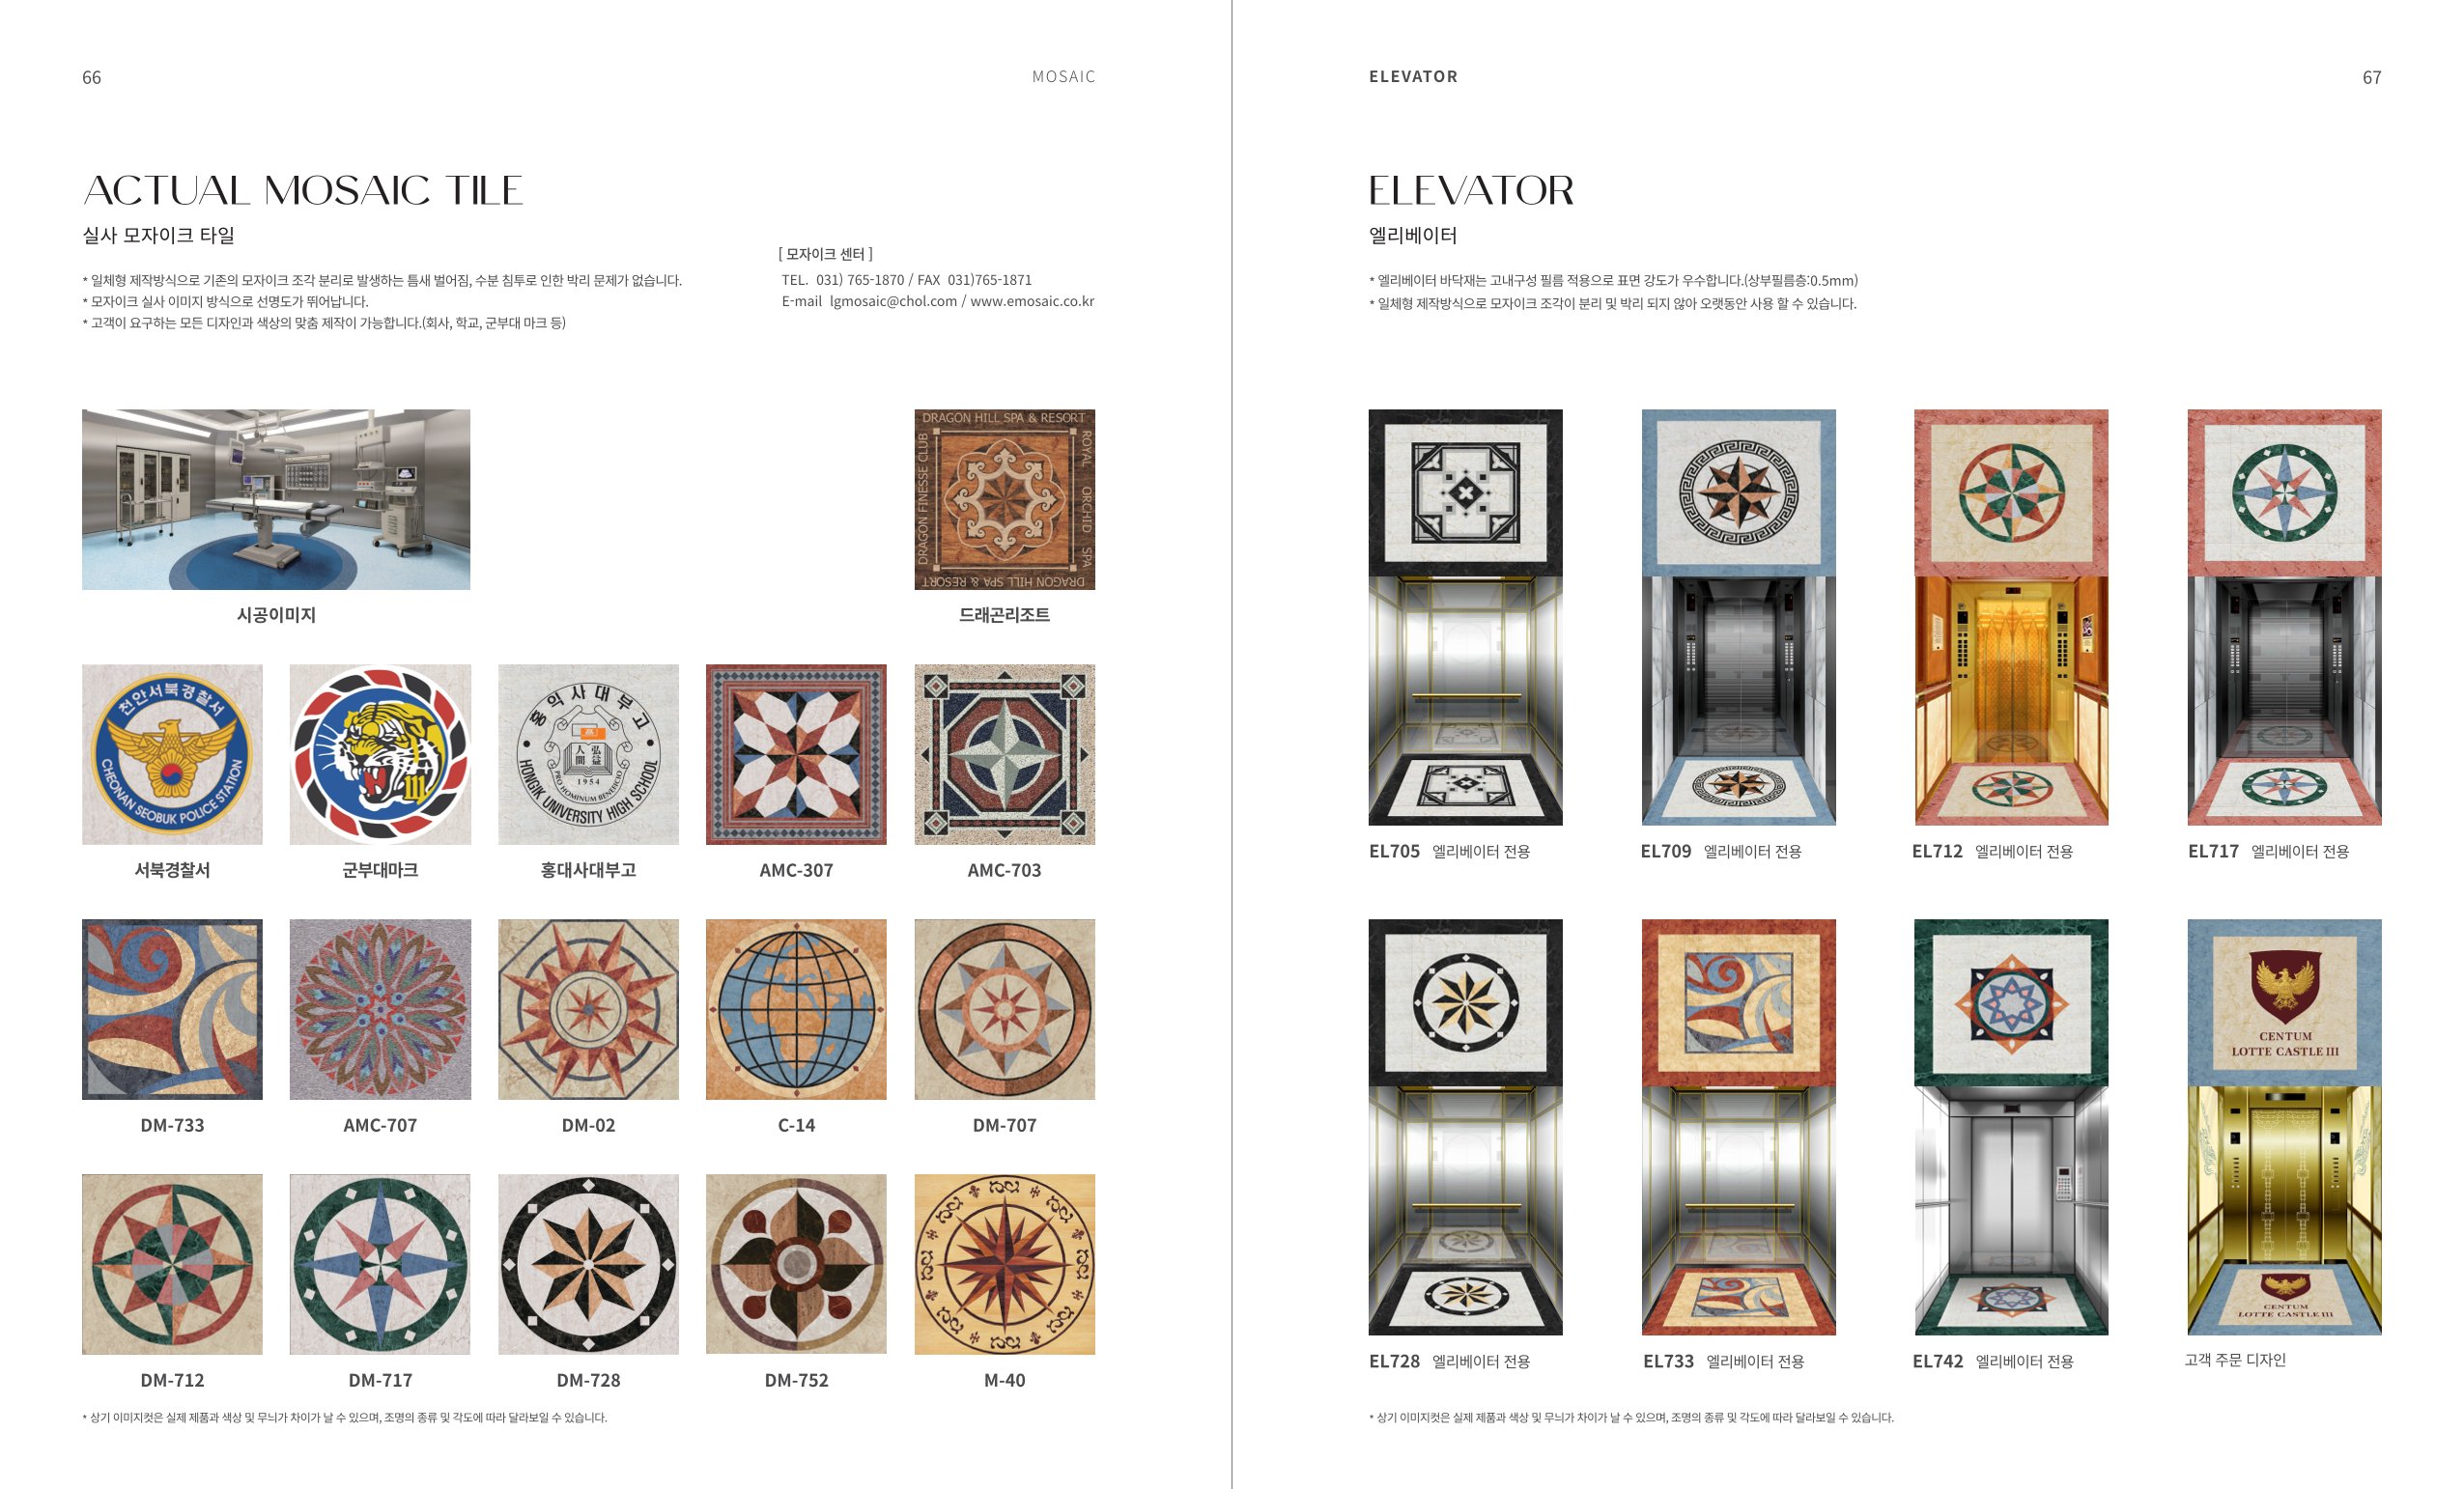 66
MOSAIC
ACTUAL MOSAIC TILE
실사 모자이크 타일
* 일체형 제작방식으로 기존의 모자이크 조각 분리로 발생하는 틈새 벌어짐, 수분 침투로 인한 박리 문제가 없습니다.
* 모자이크 실사 이미지 방식으로 선명도가 뛰어납니다.
* 고객이 요구하는 모든 디자인과 색상의 맞춤 제작이 가능합니다.(회사, 학교, 군부대 마크 등)
[ 모자이크 센터 ]
TEL. 031) 765-1870 / FAX 031)765-1871
E-mail lgmosaic@chol.com / www.emosaic.co.kr
DRAGON HILL SPA & RESORT
ROYAL ORCHID SPA
DRAGON HILL SPA & RESORT
DRAGON FINESSE CLUB
시공이미지
드래곤리조트
천안서북경찰서
CHEONAN SEOBUK POLICE STATION
홍익사대부고
人弘
間益
1954
PRO HOMINUM BENEFICIO
HONGIK UNIVERSITY HIGH SCHOOL
서북경찰서
군부대마크
홍대사대부고
AMC-307
AMC-703
DM-733
AMC-707
DM-02
C-14
DM-707
DM-712
DM-717
DM-728
DM-752
M-40
* 상기 이미지컷은 실제 제품과 색상 및 무늬가 차이가 날 수 있으며, 조명의 종류 및 각도에 따라 달라보일 수 있습니다.
ELEVATOR
67
ELEVATOR
엘리베이터
* 엘리베이터 바닥재는 고내구성 필름 적용으로 표면 강도가 우수합니다.(상부필름층:0.5mm)
* 일체형 제작방식으로 모자이크 조각이 분리 및 박리 되지 않아 오랫동안 사용 할 수 있습니다.
EL705 엘리베이터 전용
EL709 엘리베이터 전용
EL712 엘리베이터 전용
EL717 엘리베이터 전용
CENTUM
LOTTE CASTLE III
CENTUM
LOTTE CASTLE III
EL728 엘리베이터 전용
EL733 엘리베이터 전용
EL742 엘리베이터 전용
고객 주문 디자인
* 상기 이미지컷은 실제 제품과 색상 및 무늬가 차이가 날 수 있으며, 조명의 종류 및 각도에 따라 달라보일 수 있습니다.